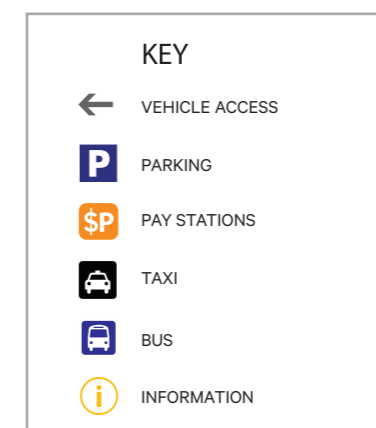 KEY
VEHICLE ACCESS
P PARKING
$P PAY STATIONS
TAXI
BUS
i INFORMATION